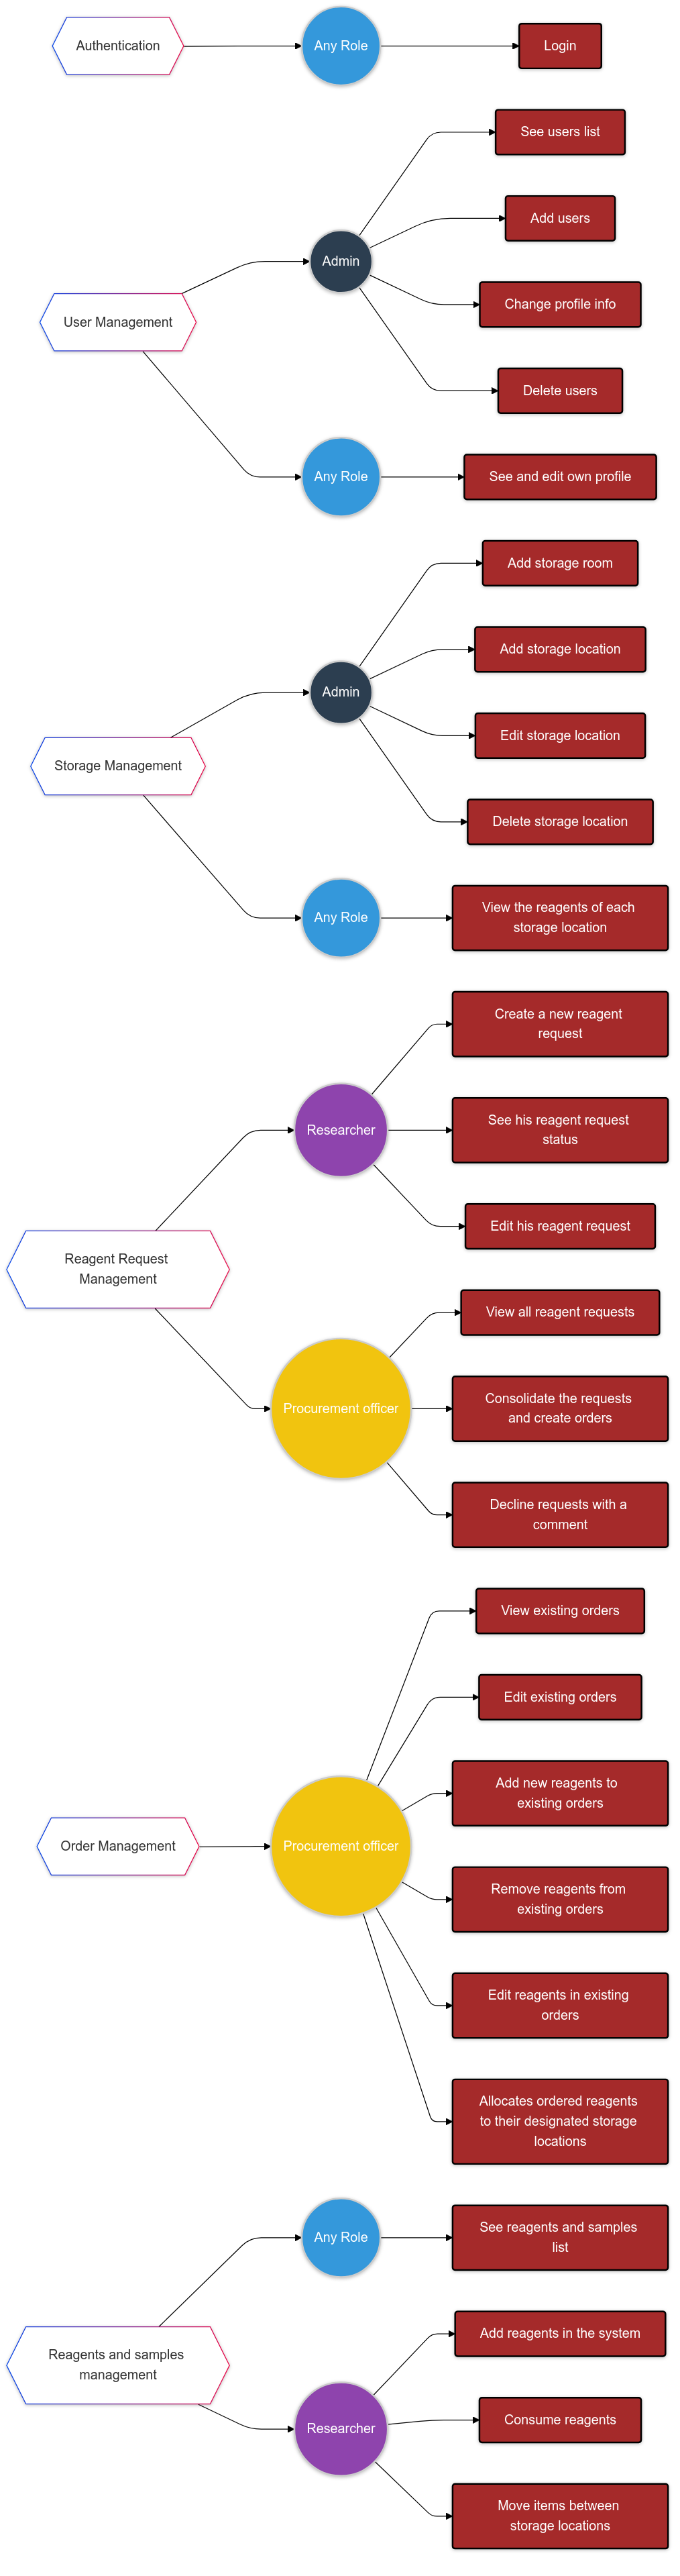 Authentication
Any Role
Login
See users list
Add users
Admin
Change profile info
User Management
Delete users
Any Role
See and edit own profile
Add storage room
Add storage location
Admin
Edit storage location
Storage Management
Delete storage location
Any Role
View the reagents of each
storage location
Create a new reagent
request
Researcher
See his reagent request
status
Edit his reagent request
Reagent Request
Management
View all reagent requests
Procurement officer
Consolidate the requests
and create orders
Decline requests with a
comment
View existing orders
Edit existing orders
Add new reagents to
existing orders
Order Management
Procurement officer
Remove reagents from
existing orders
Edit reagents in existing
orders
Allocates ordered reagents
to their designated storage
locations
Any Role
See reagents and samples
list
Add reagents in the system
Reagents and samples
management
Researcher
Consume reagents
Move items between
storage locations